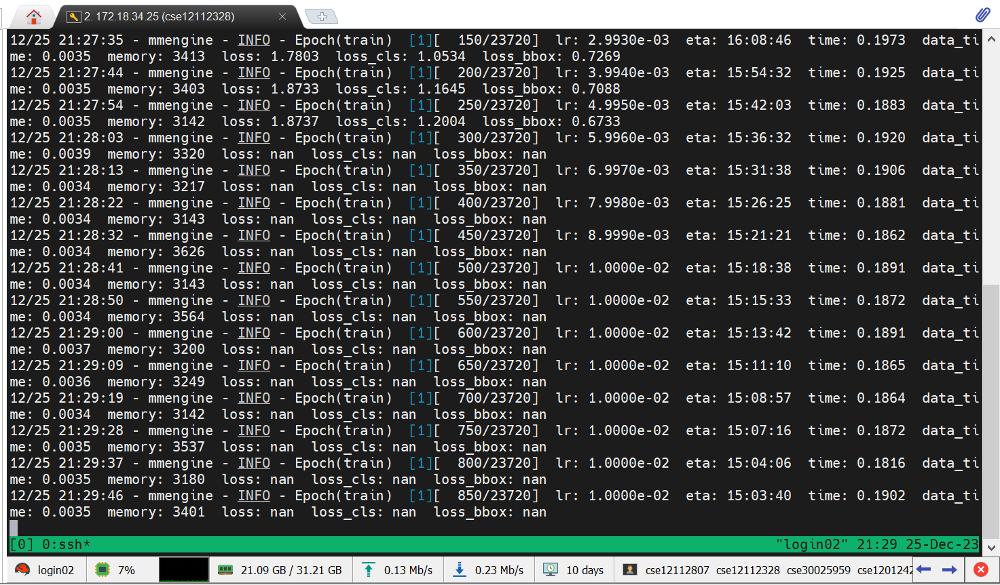 2. 172.18.34.25 (cse12112328)
12/25 21:27:35 - mmengine - INFO - Epoch(train)  [1][  150/23720]  lr: 2.9930e-03  eta: 16:08:46  time: 0.1973  data_ti
me: 0.0035  memory: 3413  loss: 1.7803  loss_cls: 1.0534  loss_bbox: 0.7269
12/25 21:27:44 - mmengine - INFO - Epoch(train)  [1][  200/23720]  lr: 3.9940e-03  eta: 15:54:32  time: 0.1925  data_ti
me: 0.0035  memory: 3403  loss: 1.8733  loss_cls: 1.1645  loss_bbox: 0.7088
12/25 21:27:54 - mmengine - INFO - Epoch(train)  [1][  250/23720]  lr: 4.9950e-03  eta: 15:42:03  time: 0.1883  data_ti
me: 0.0035  memory: 3142  loss: 1.8737  loss_cls: 1.2004  loss_bbox: 0.6733
12/25 21:28:03 - mmengine - INFO - Epoch(train)  [1][  300/23720]  lr: 5.9960e-03  eta: 15:36:32  time: 0.1920  data_ti
me: 0.0039  memory: 3320  loss: nan  loss_cls: nan  loss_bbox: nan
12/25 21:28:13 - mmengine - INFO - Epoch(train)  [1][  350/23720]  lr: 6.9970e-03  eta: 15:31:38  time: 0.1906  data_ti
me: 0.0034  memory: 3217  loss: nan  loss_cls: nan  loss_bbox: nan
12/25 21:28:22 - mmengine - INFO - Epoch(train)  [1][  400/23720]  lr: 7.9980e-03  eta: 15:26:25  time: 0.1881  data_ti
me: 0.0034  memory: 3143  loss: nan  loss_cls: nan  loss_bbox: nan
12/25 21:28:32 - mmengine - INFO - Epoch(train)  [1][  450/23720]  lr: 8.9990e-03  eta: 15:21:21  time: 0.1862  data_ti
me: 0.0034  memory: 3626  loss: nan  loss_cls: nan  loss_bbox: nan
12/25 21:28:41 - mmengine - INFO - Epoch(train)  [1][  500/23720]  lr: 1.0000e-02  eta: 15:18:38  time: 0.1891  data_ti
me: 0.0034  memory: 3143  loss: nan  loss_cls: nan  loss_bbox: nan
12/25 21:28:50 - mmengine - INFO - Epoch(train)  [1][  550/23720]  lr: 1.0000e-02  eta: 15:15:33  time: 0.1872  data_ti
me: 0.0034  memory: 3564  loss: nan  loss_cls: nan  loss_bbox: nan
12/25 21:29:00 - mmengine - INFO - Epoch(train)  [1][  600/23720]  lr: 1.0000e-02  eta: 15:13:42  time: 0.1891  data_ti
me: 0.0037  memory: 3200  loss: nan  loss_cls: nan  loss_bbox: nan
12/25 21:29:09 - mmengine - INFO - Epoch(train)  [1][  650/23720]  lr: 1.0000e-02  eta: 15:11:10  time: 0.1865  data_ti
me: 0.0036  memory: 3249  loss: nan  loss_cls: nan  loss_bbox: nan
12/25 21:29:19 - mmengine - INFO - Epoch(train)  [1][  700/23720]  lr: 1.0000e-02  eta: 15:08:57  time: 0.1864  data_ti
me: 0.0034  memory: 3142  loss: nan  loss_cls: nan  loss_bbox: nan
12/25 21:29:28 - mmengine - INFO - Epoch(train)  [1][  750/23720]  lr: 1.0000e-02  eta: 15:07:16  time: 0.1872  data_ti
me: 0.0035  memory: 3537  loss: nan  loss_cls: nan  loss_bbox: nan
12/25 21:29:37 - mmengine - INFO - Epoch(train)  [1][  800/23720]  lr: 1.0000e-02  eta: 15:04:06  time: 0.1816  data_ti
me: 0.0035  memory: 3180  loss: nan  loss_cls: nan  loss_bbox: nan
12/25 21:29:46 - mmengine - INFO - Epoch(train)  [1][  850/23720]  lr: 1.0000e-02  eta: 15:03:40  time: 0.1902  data_ti
me: 0.0035  memory: 3401  loss: nan  loss_cls: nan  loss_bbox: nan
[0] 0:ssh* "login02" 21:29 25-Dec-23
login02 7% 21.09 GB / 31.21 GB 0.13 Mb/s 0.23 Mb/s 10 days cse12112807 cse12112328 cse30025959 cse1201242